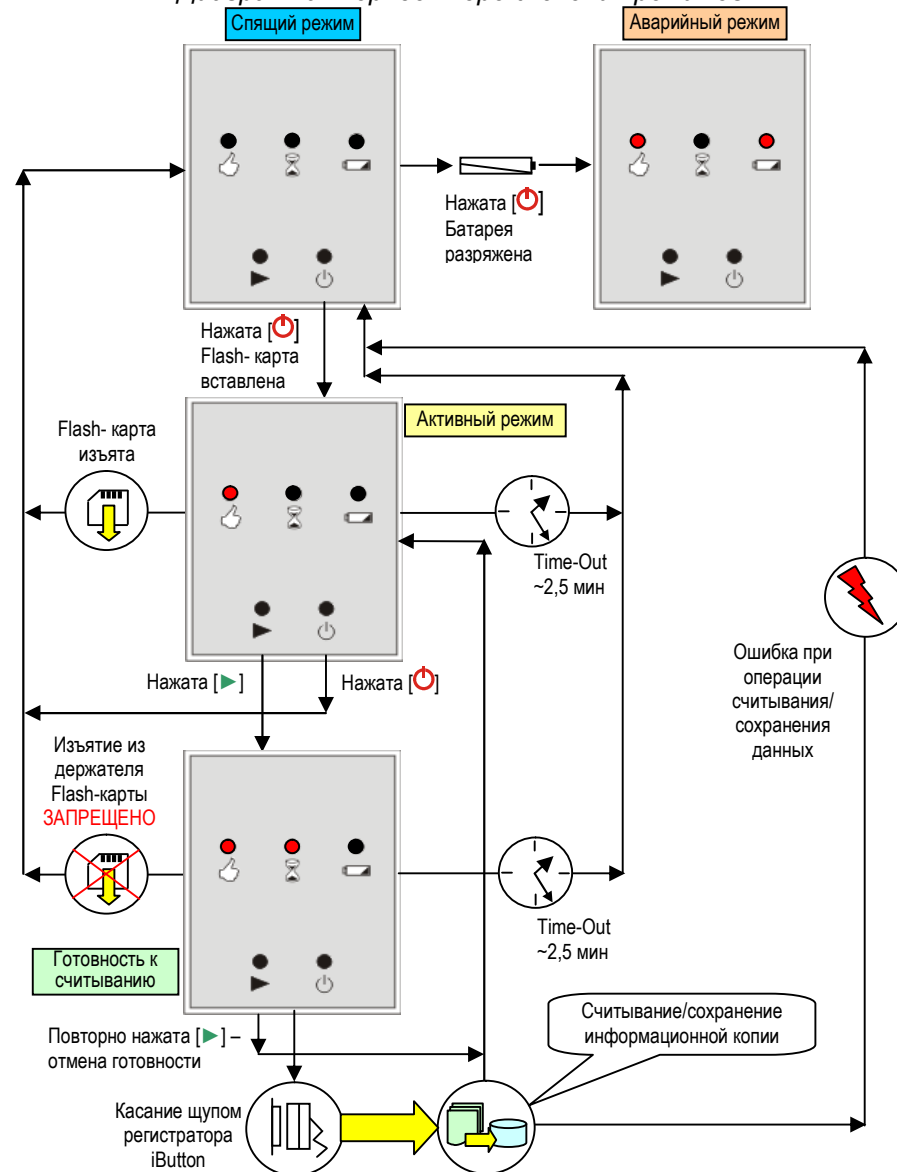 Спящий режим
Аварийный режим
Нажата [ ]
Батарея
разряжена
Нажата [ ]
Flash- карта
вставлена
Активный режим
Flash- карта
изъята
Time-Out
~2,5 мин
Нажата [ ]
Нажата [ ]
Ошибка при
операции
считывания/
сохранения
данных
Изъятие из
держателя
Flash-карты
ЗАПРЕЩЕНО
Time-Out
~2,5 мин
Готовность к
считыванию
Повторно нажата [ ] –
отмена готовности
Считывание/сохранение
информационной копии
Касание щупом
регистратора
iButton